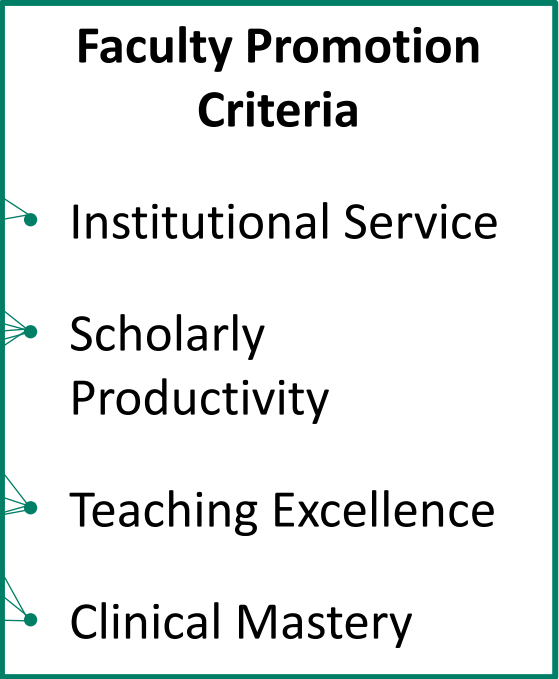 Faculty Promotion
Criteria
Institutional Service
Scholarly
Productivity
Teaching Excellence
Clinical Mastery